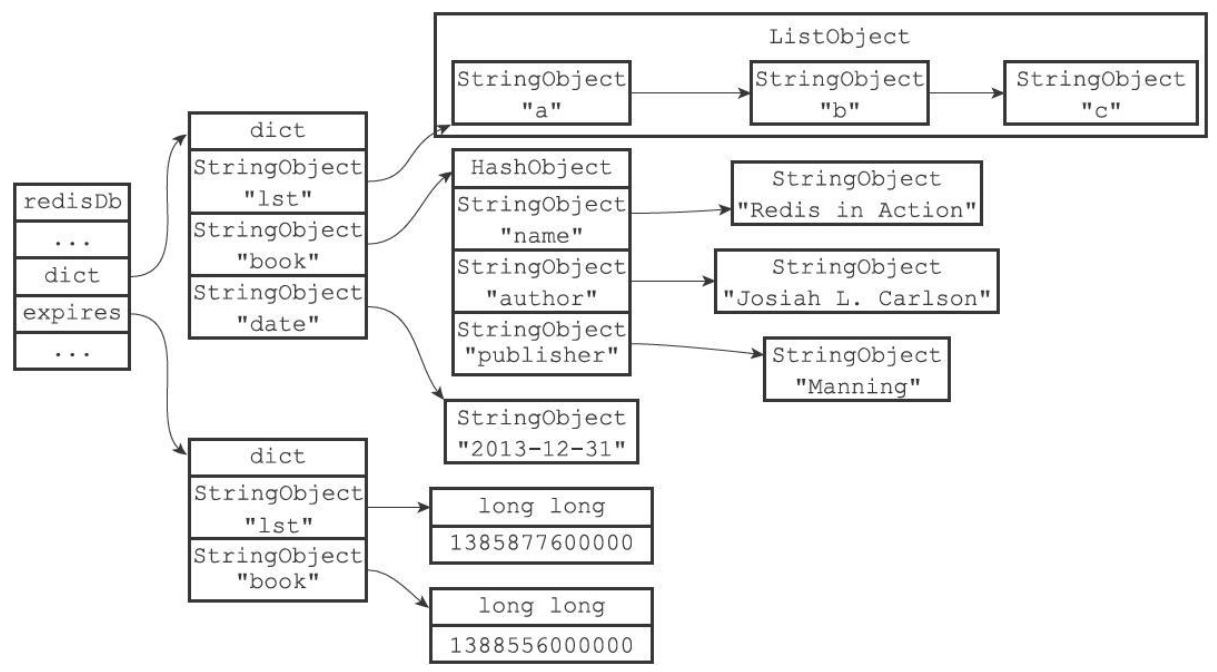 ListObject
StringObject
"a"
StringObject
"b"
StringObject
"c"
redisDb
...
dict
expires
...
dict
StringObject
"lst"
StringObject
"book"
StringObject
"date"
HashObject
StringObject
"name"
StringObject
"author"
StringObject
"publisher"
StringObject
"Redis in Action"
StringObject
"Josiah L. Carlson"
StringObject
"Manning"
StringObject
"2013-12-31"
dict
StringObject
"lst"
StringObject
"book"
long long
1385877600000
long long
1388556000000